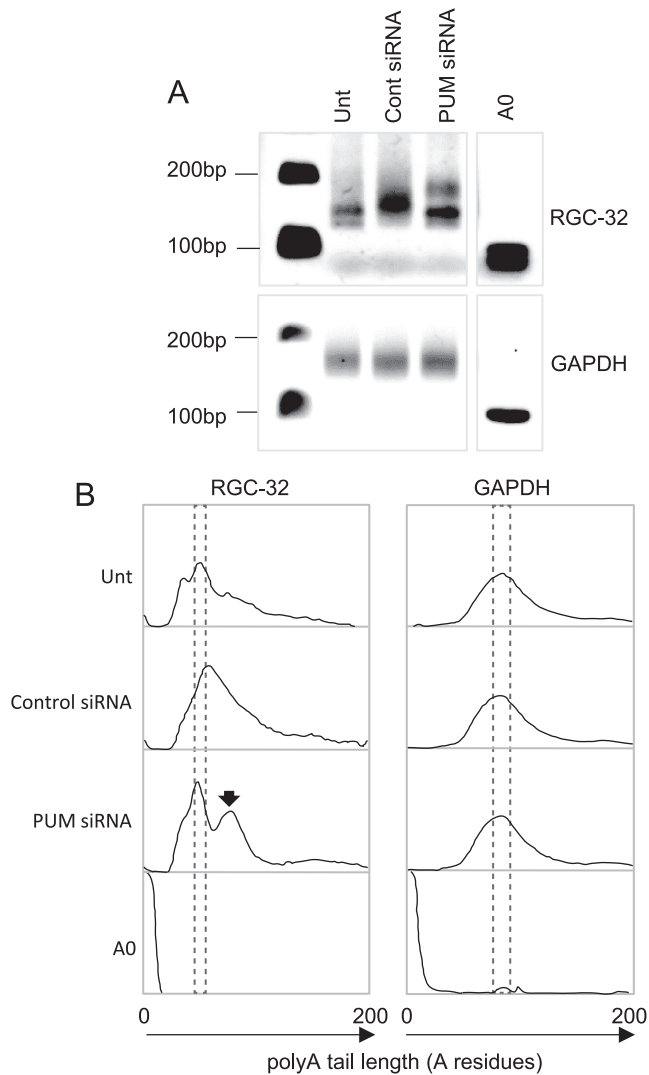 A
Unt
Cont siRNA
PUM siRNA
A0
200bp
100bp
RGC-32
200bp
100bp
GAPDH
B
RGC-32
GAPDH
Unt
Control siRNA
PUM siRNA
A0
0
200
0
200
polyA tail length (A residues)